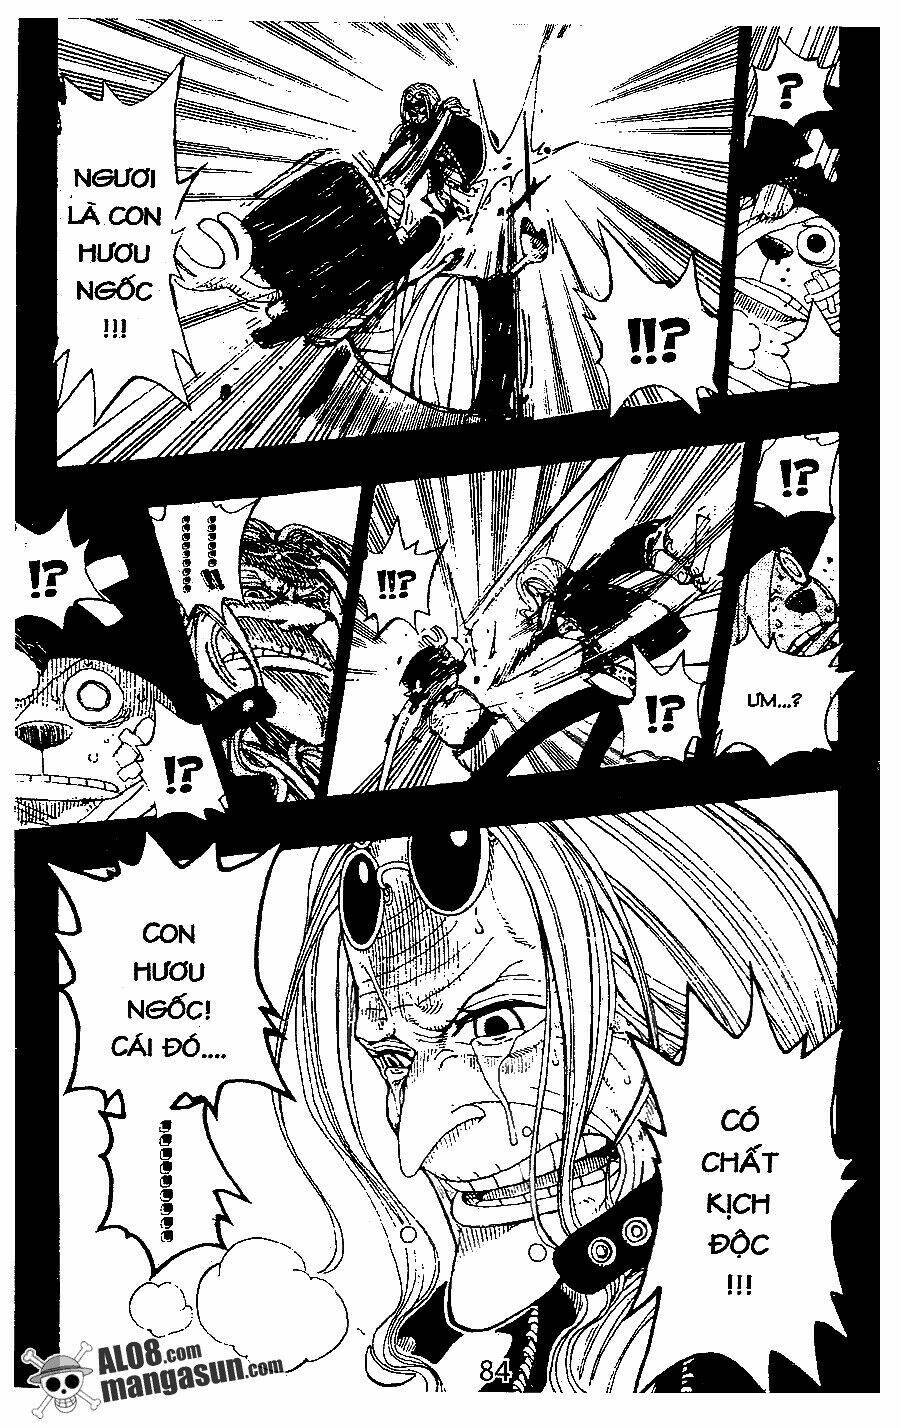 ?
NGƯƠI
LÀ CON
HƯƠU
NGỐC
!!!
!!?
!?
ƯM...?
!!?
!?
!?
!?
CON
HƯƠU
NGỐC!
CÁI ĐÓ....
CÓ
CHẤT
KỊCH
ĐỘC
!!!
84
ALO8.com
mangasun.com